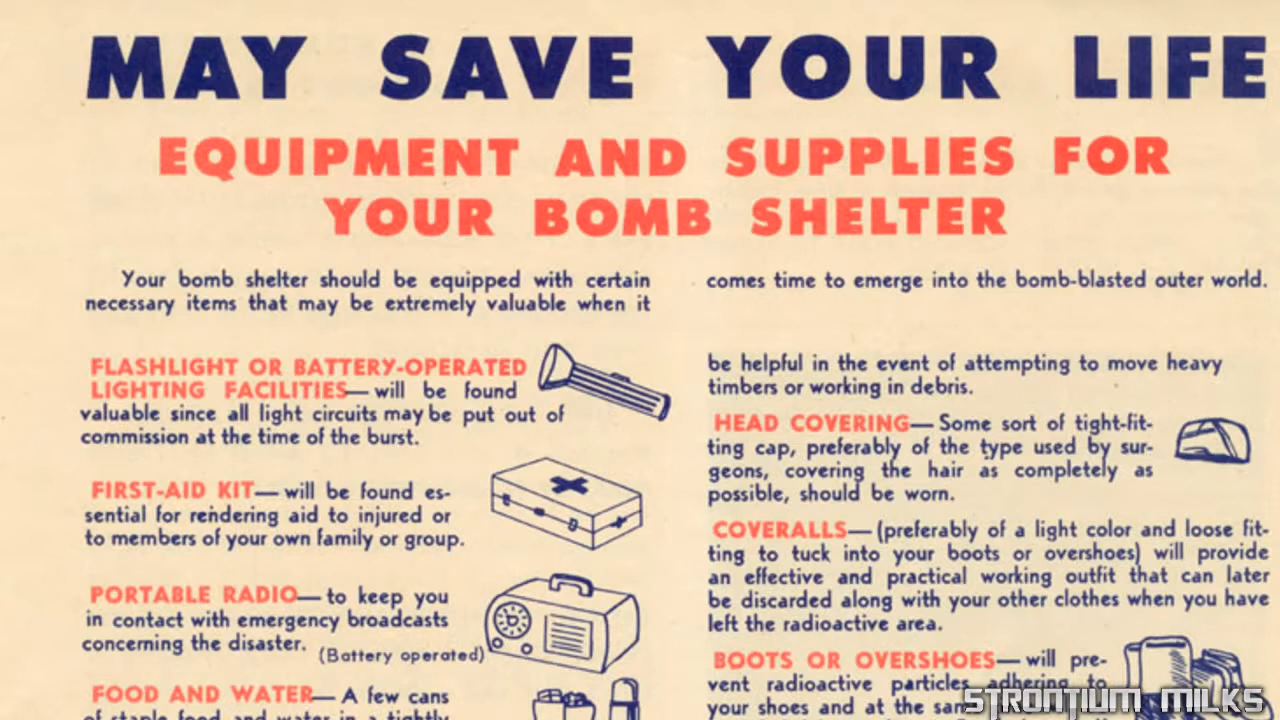 MAY SAVE YOUR LIFE
EQUIPMENT AND SUPPLIES FOR
YOUR BOMB SHELTER
Your bomb shelter should be equipped with certain
necessary items that may be extremely valuable when it
comes time to emerge into the bomb-blasted outer world.
FLASHLIGHT OR BATTERY-OPERATED
LIGHTING FACILITIES—will be found
valuable since all light circuits may be put out of
commission at the time of the burst.
FIRST-AID KIT—will be found es-
sential for rendering aid to injured or
to members of your own family or group.
PORTABLE RADIO—to keep you
in contact with emergency broadcasts
concerning the disaster.
(Battery operated)
FOOD AND WATER—A few cans
of staple food and water in a tightly
be helpful in the event of attempting to move heavy
timbers or working in debris.
HEAD COVERING—Some sort of tight-fit-
ting cap, preferably of the type used by sur-
geons, covering the hair as completely as
possible, should be worn.
COVERALLS—(preferably of a light color and loose fit-
ting to tuck into your boots or overshoes) will provide
an effective and practical working outfit that can later
be discarded along with your other clothes when you have
left the radioactive area.
BOOTS OR OVERSHOES—will pre-
vent radioactive particles adhering to
your shoes and at the
STRONTIUM MILKS